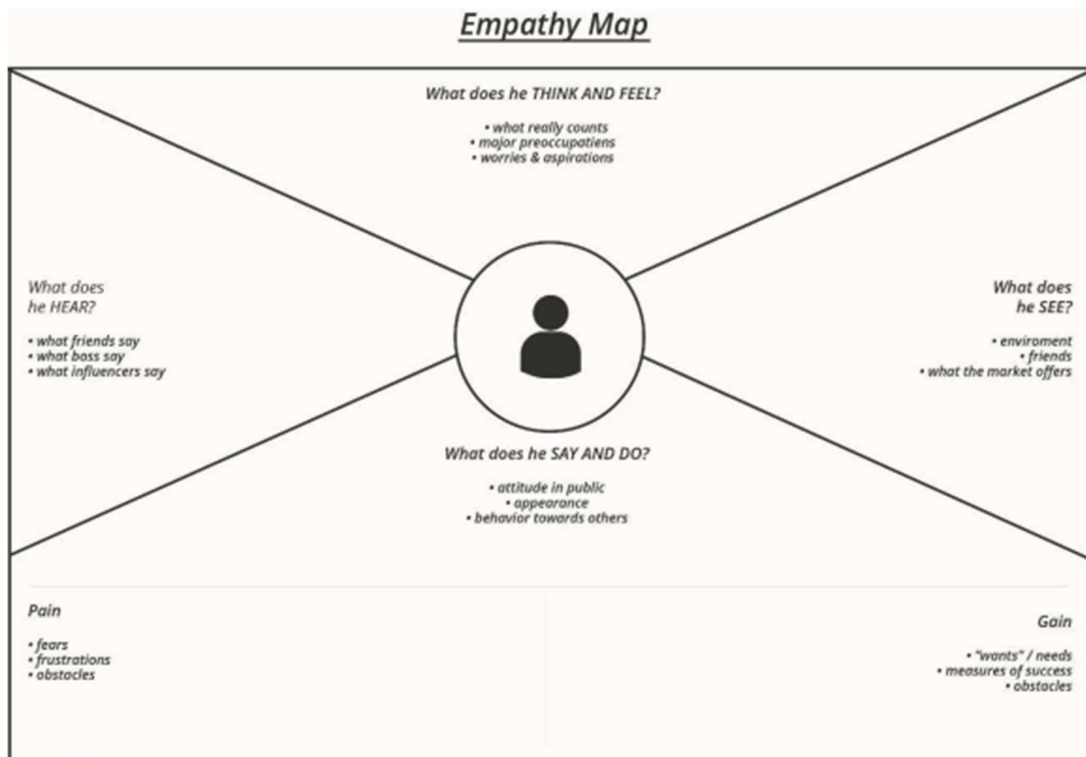 Empathy Map
What does he THINK AND FEEL?
• what really counts
• major preoccupatiens
• worries & aspirations
What does
he HEAR?
• what friends say
• what boss say
• what influencers say
What does
he SEE?
• enviroment
• friends
• what the market offers
What does he SAY AND DO?
• attitude in public
• appearance
• behavior towards others
Pain
• fears
• frustrations
• obstacles
Gain
• "wants" / needs
• measures of success
• obstacles